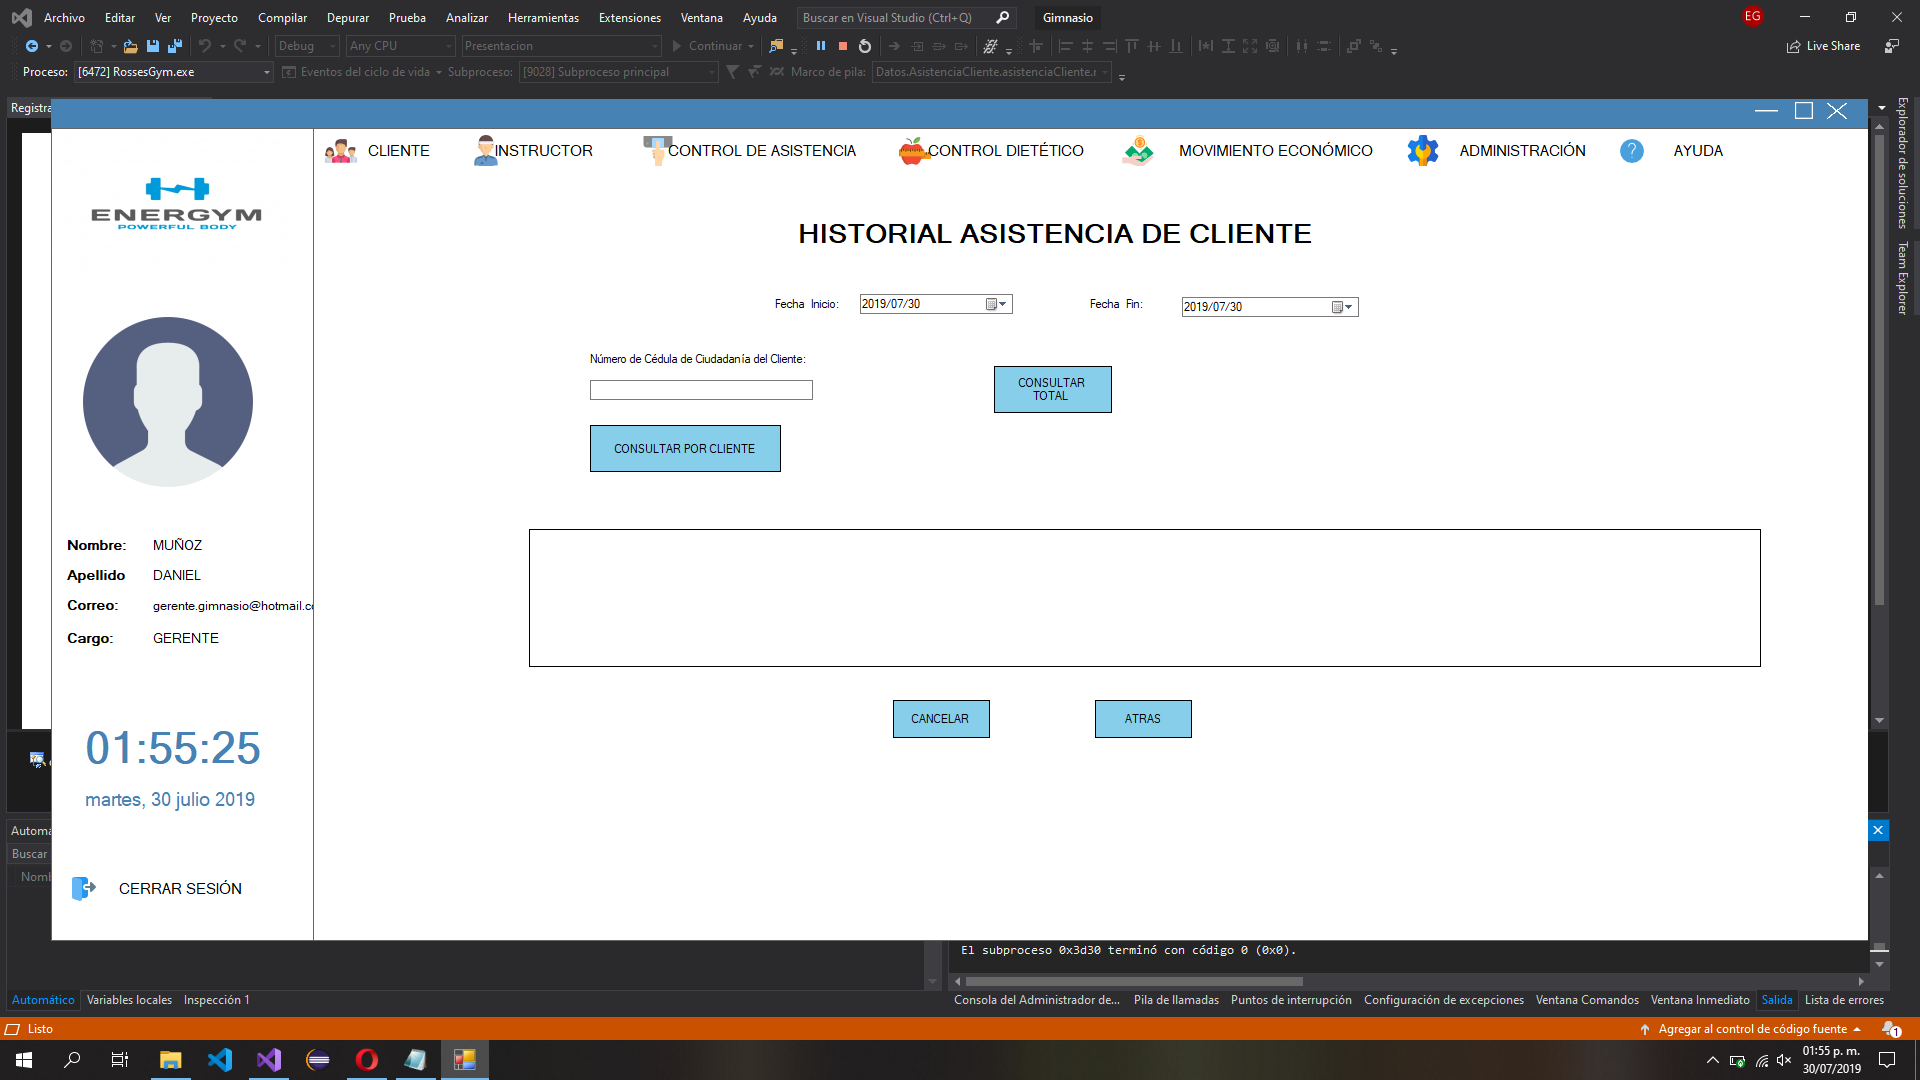 Archivo Editar Ver Proyecto Compilar Depurar Prueba Analizar Herramientas Extensiones Ventana Ayuda Buscar en Visual Studio (Ctrl+Q) Gimnasio EG
Debug Any CPU Presentacion Continuar Live Share
Proceso: [6472] RossesGym.exe Eventos del ciclo de vida Subproceso: [9028] Subproceso principal Marco de pila: Datos.AsistenciaCliente.asistenciaCliente.r
Registra
Explorador de soluciones
Team Explorer
CLIENTE INSTRUCTOR CONTROL DE ASISTENCIA CONTROL DIETÉTICO MOVIMIENTO ECONÓMICO ADMINISTRACIÓN ? AYUDA
ENERGYM
POWERFUL BODY
HISTORIAL ASISTENCIA DE CLIENTE
Fecha Inicio: 2019/07/30 Fecha Fin: 2019/07/30
Número de Cédula de Ciudadanía del Cliente:
CONSULTAR
TOTAL
CONSULTAR POR CLIENTE
Nombre: MUÑOZ
Apellido DANIEL
Correo: gerente.gimnasio@hotmail.c
Cargo: GERENTE
CANCELAR ATRAS
01:55:25
martes, 30 julio 2019
CERRAR SESIÓN
Automá
Buscar
Nomb
El subproceso 0x3d30 terminó con código 0 (0x0).
Automático Variables locales Inspección 1
Consola del Administrador de... Pila de llamadas Puntos de interrupción Configuración de excepciones Ventana Comandos Ventana Inmediato Salida Lista de errores
Listo Agregar al control de código fuente 1
01:55 p. m.
30/07/2019